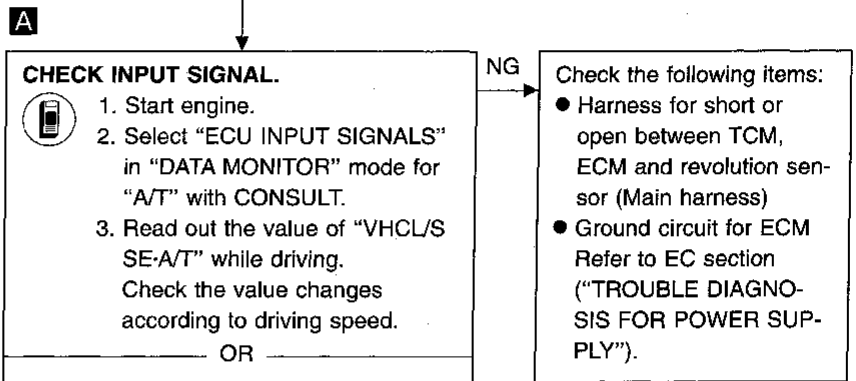 A
CHECK INPUT SIGNAL.
1. Start engine.
2. Select “ECU INPUT SIGNALS”
in “DATA MONITOR” mode for
“A/T” with CONSULT.
3. Read out the value of “VHCL/S
SE·A/T” while driving.
Check the value changes
according to driving speed.
OR
NG
Check the following items:
● Harness for short or
open between TCM,
ECM and revolution sen-
sor (Main harness)
● Ground circuit for ECM
Refer to EC section
(“TROUBLE DIAGNO-
SIS FOR POWER SUP-
PLY”).